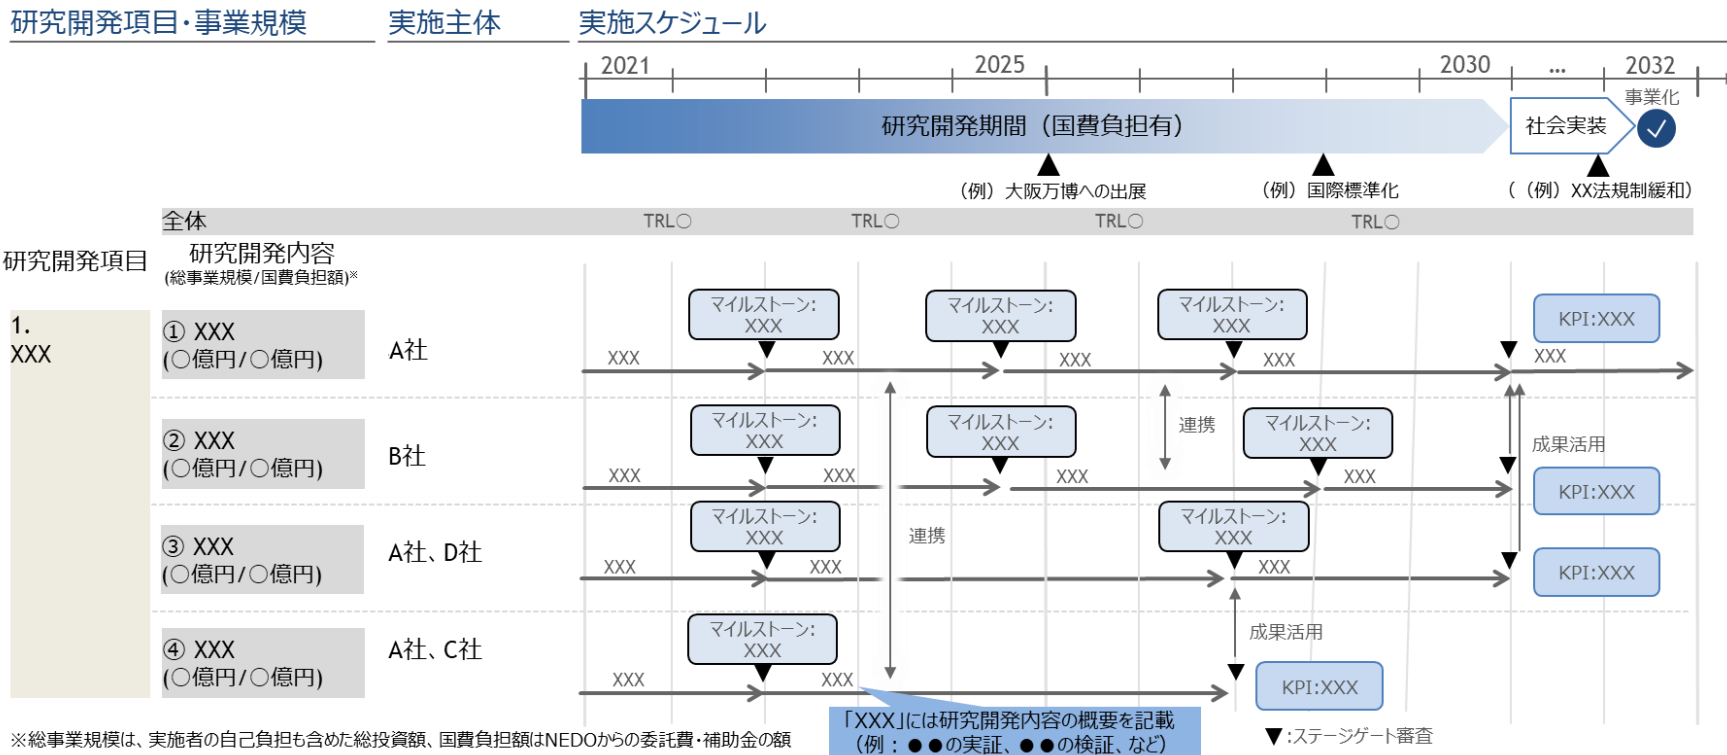 研究開発項目・事業規模
実施主体
実施スケジュール
2021
2025
2030
...
2032
事業化
研究開発期間（国費負担有）
社会実装
（例）大阪万博への出展
（例）国際標準化
（（例）XX法規制緩和）
全体
TRL○
TRL○
TRL○
TRL○
研究開発項目
研究開発内容
(総事業規模/国費負担額)※
1.
XXX
① XXX
(○億円/○億円)
A社
マイルストーン:
XXX
マイルストーン:
XXX
マイルストーン:
XXX
KPI:XXX
XXX
XXX
XXX
XXX
XXX
② XXX
(○億円/○億円)
B社
マイルストーン:
XXX
マイルストーン:
XXX
連携
マイルストーン:
XXX
成果活用
XXX
XXX
XXX
XXX
KPI:XXX
③ XXX
(○億円/○億円)
A社、D社
マイルストーン:
XXX
連携
マイルストーン:
XXX
XXX
XXX
XXX
KPI:XXX
④ XXX
(○億円/○億円)
A社、C社
マイルストーン:
XXX
成果活用
XXX
XXX
KPI:XXX
「XXX」には研究開発内容の概要を記載
（例：●●の実証、●●の検証、など）
▼:ステージゲート審査
※総事業規模は、実施者の自己負担も含めた総投資額、国費負担額はNEDOからの委託費・補助金の額